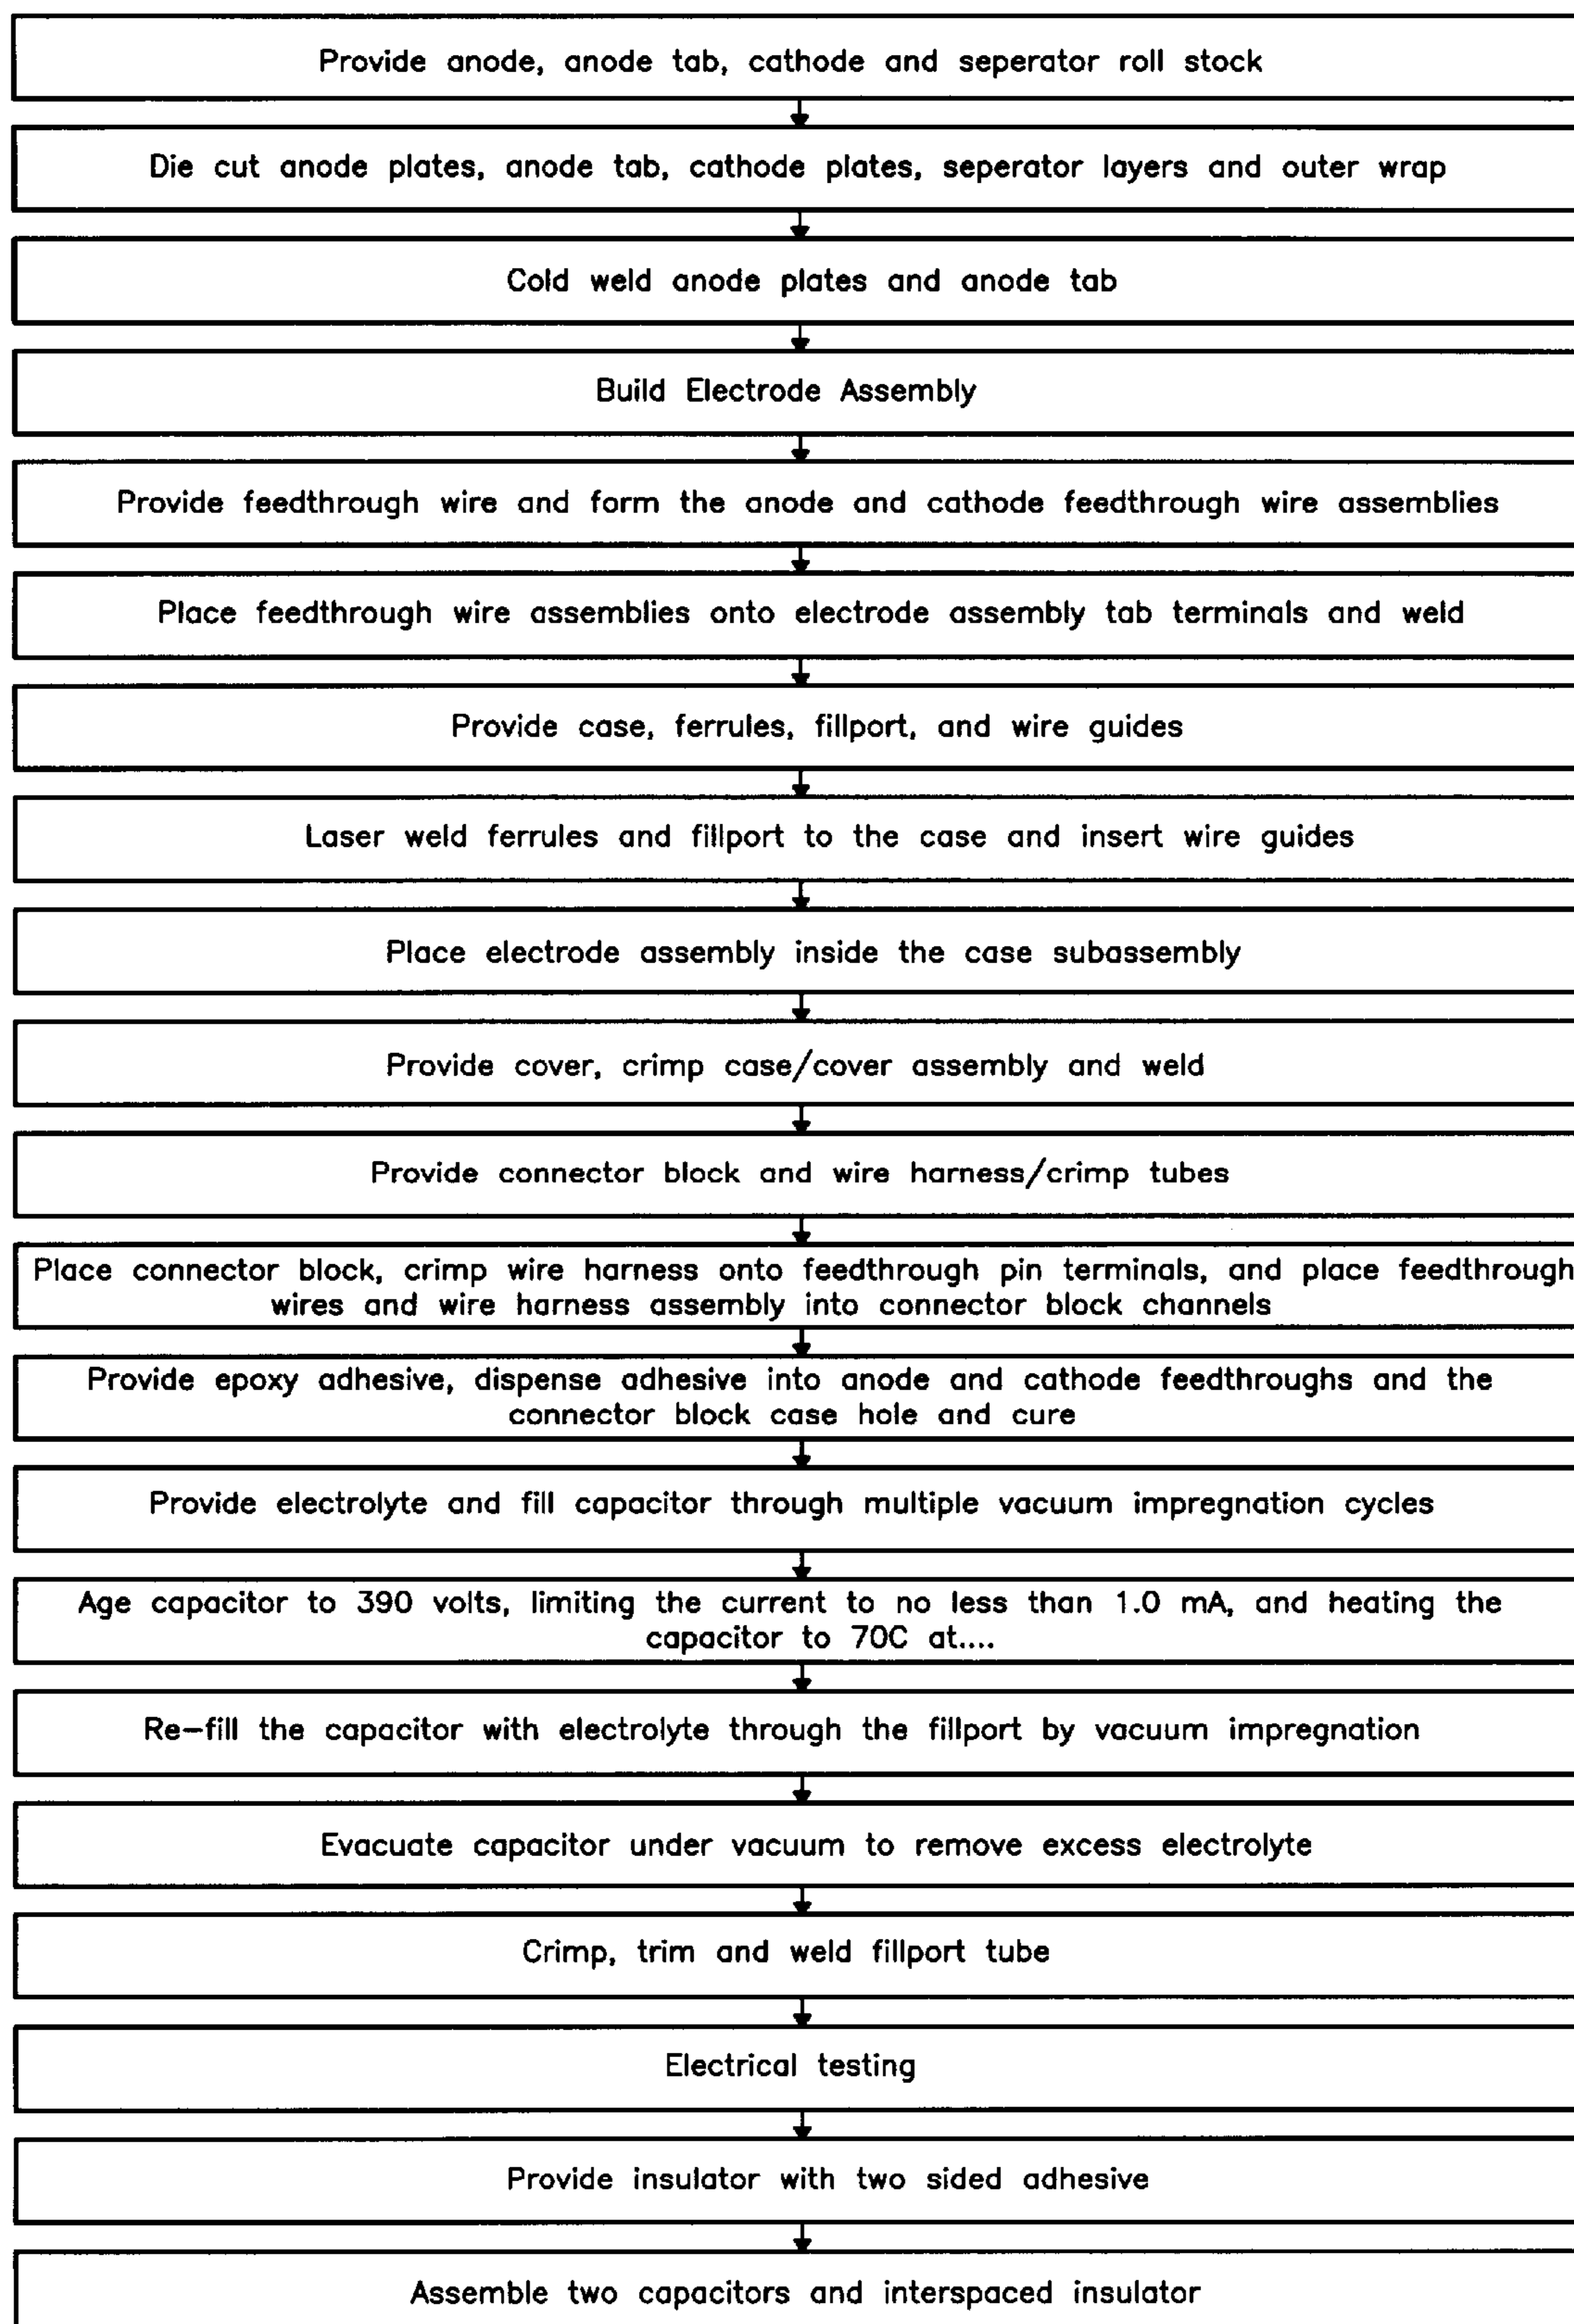 Provide anode, anode tab, cathode and seperator roll stock
Die cut anode plates, anode tab, cathode plates, seperator layers and outer wrap
Cold weld anode plates and anode tab
Build Electrode Assembly
Provide feedthrough wire and form the anode and cathode feedthrough wire assemblies
Place feedthrough wire assemblies onto electrode assembly tab terminals and weld
Provide case, ferrules, fillport, and wire guides
Laser weld ferrules and fillport to the case and insert wire guides
Place electrode assembly inside the case subassembly
Provide cover, crimp case/cover assembly and weld
Provide connector block and wire harness/crimp tubes
Place connector block, crimp wire harness onto feedthrough pin terminals, and place feedthrough
wires and wire harness assembly into connector block channels
Provide epoxy adhesive, dispense adhesive into anode and cathode feedthroughs and the
connector block case hole and cure
Provide electrolyte and fill capacitor through multiple vacuum impregnation cycles
Age capacitor to 390 volts, limiting the current to no less than 1.0 mA, and heating the
capacitor to 70C at....
Re-fill the capacitor with electrolyte through the fillport by vacuum impregnation
Evacuate capacitor under vacuum to remove excess electrolyte
Crimp, trim and weld fillport tube
Electrical testing
Provide insulator with two sided adhesive
Assemble two capacitors and interspaced insulator